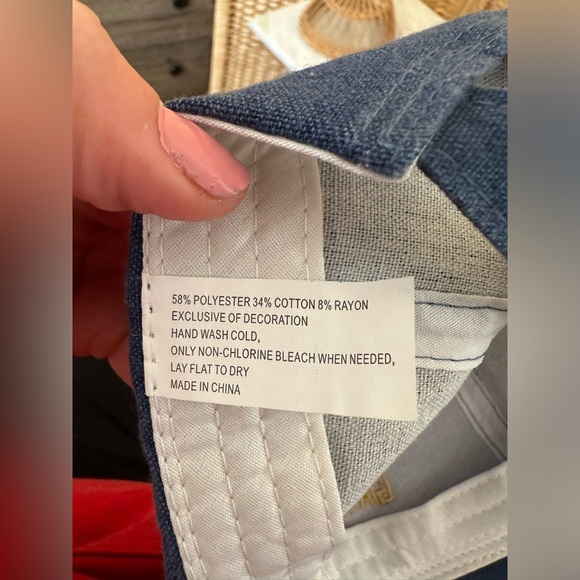 58% POLYESTER 34% COTTON 8% RAYON
EXCLUSIVE OF DECORATION
HAND WASH COLD,
ONLY NON-CHLORINE BLEACH WHEN NEEDED,
LAY FLAT TO DRY
MADE IN CHINA